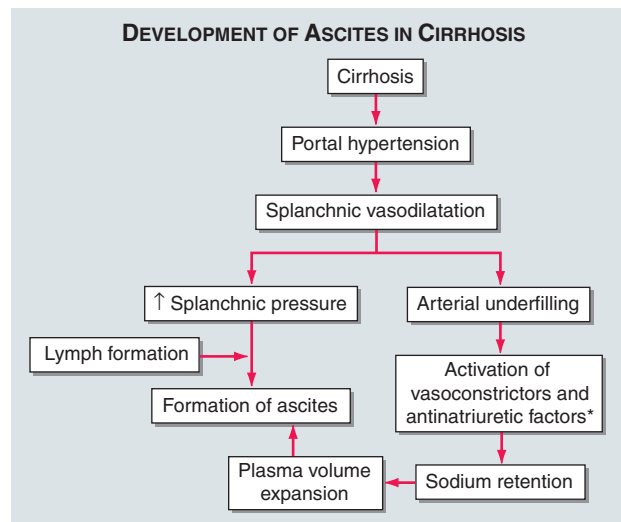 DEVELOPMENT OF ASCITES IN CIRRHOSIS
Cirrhosis
Portal hypertension
Splanchnic vasodilatation
↑ Splanchnic pressure
Arterial underfilling
Lymph formation
Activation of
vasoconstrictors and
antinatriuretic factors*
Formation of ascites
Plasma volume
expansion
Sodium retention